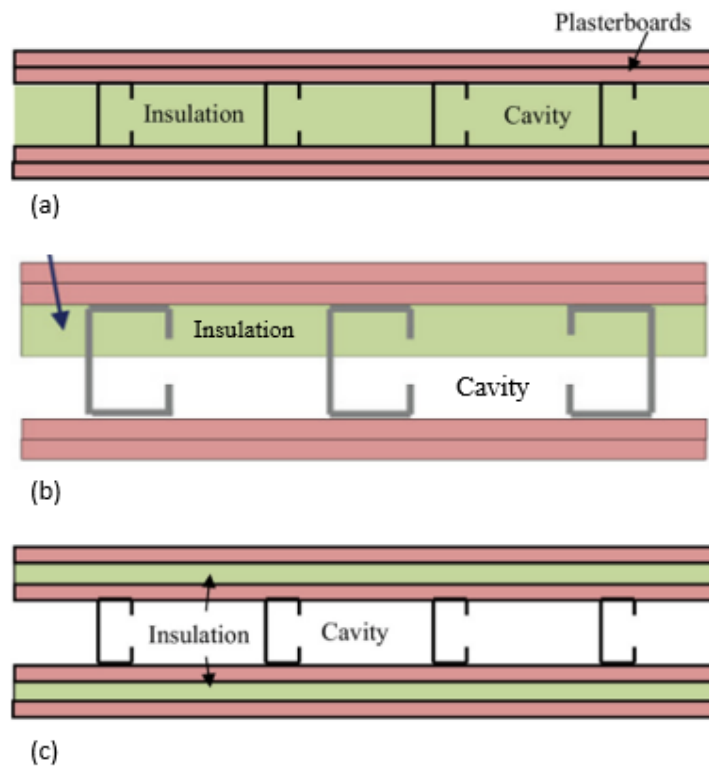 Plasterboards
Insulation Cavity
(a)
Insulation
Cavity
(b)
Insulation Cavity
(c)